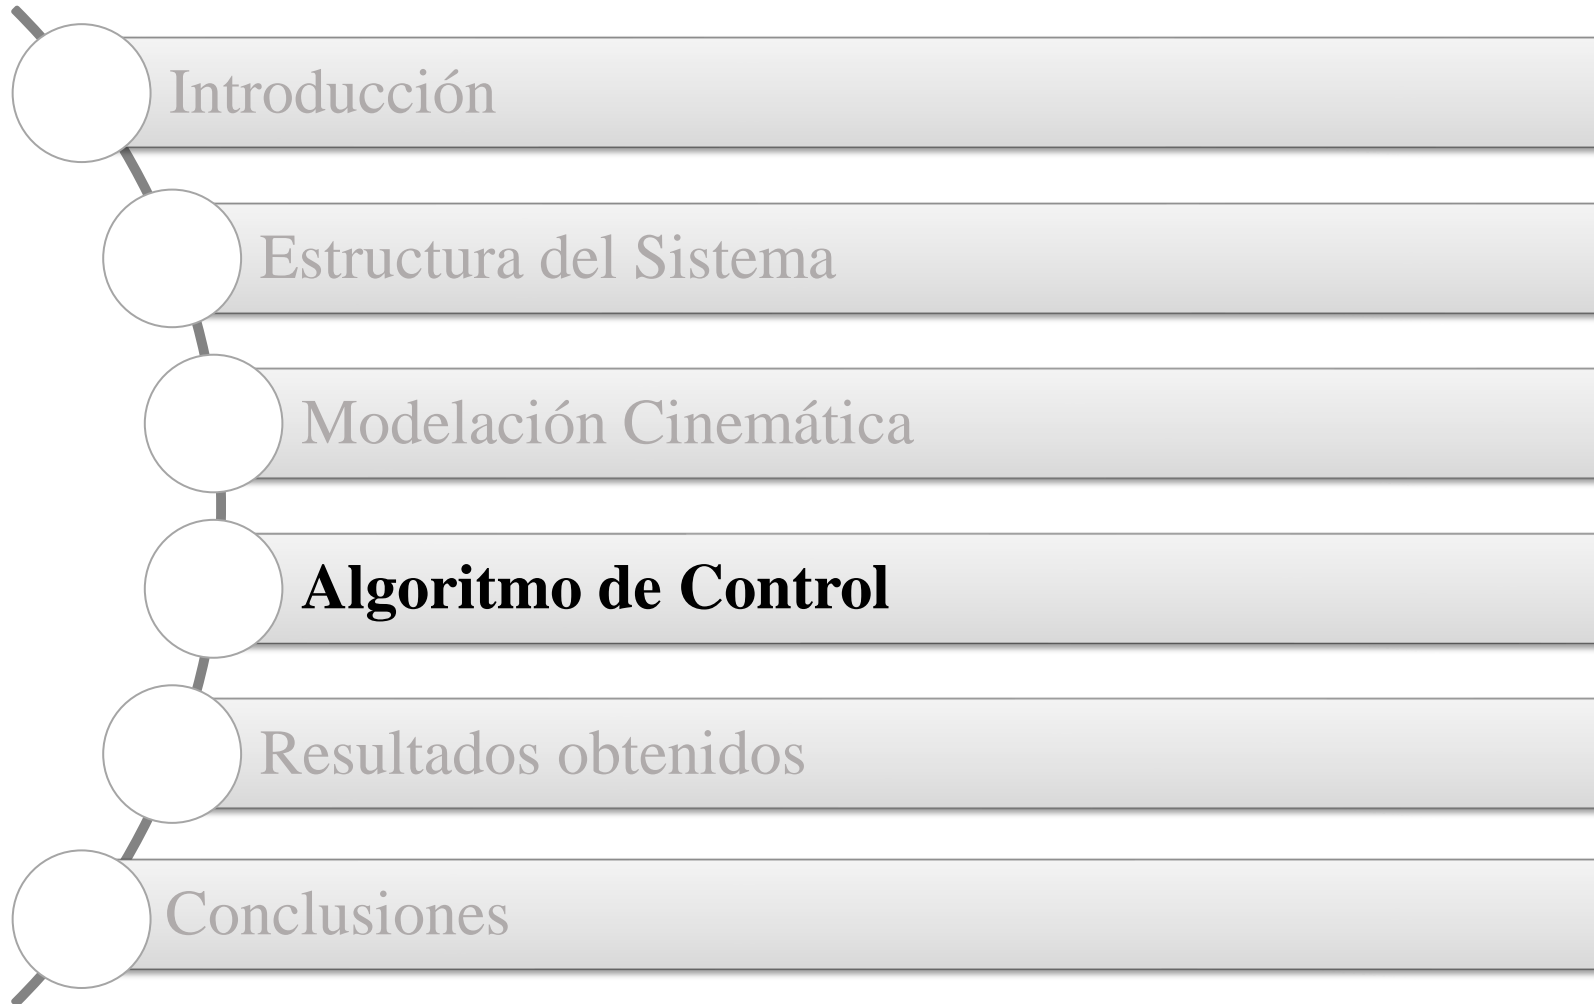 Introducción
Estructura del Sistema
Modelación Cinemática
Algoritmo de Control
Resultados obtenidos
Conclusiones